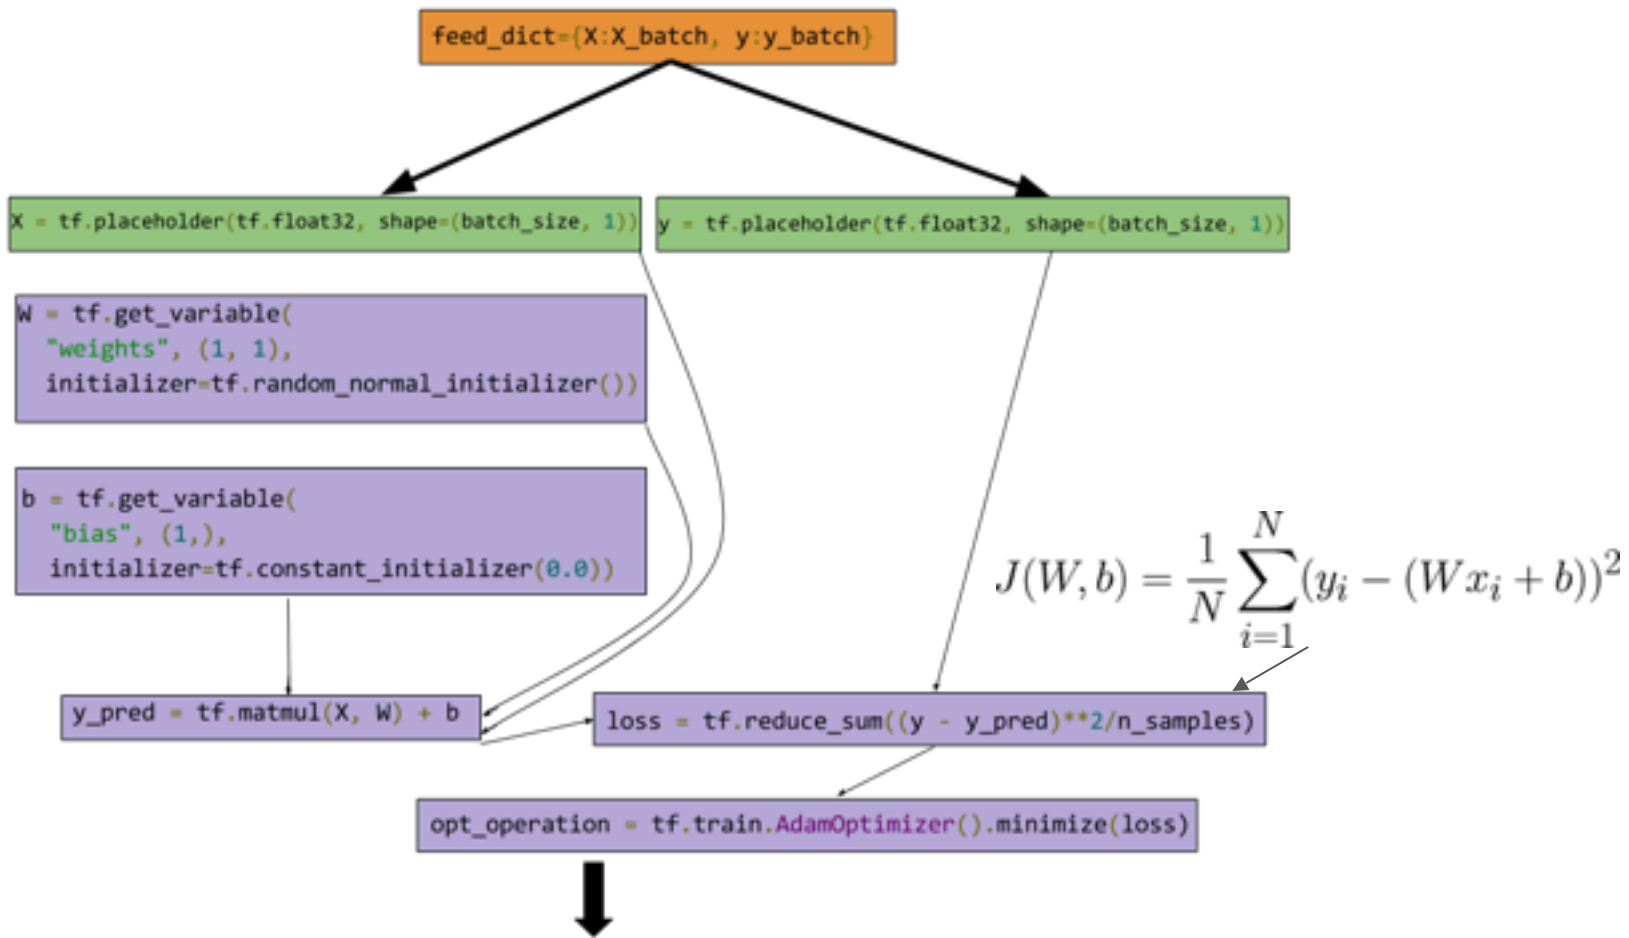 feed_dict={X:X_batch, y:y_batch}
X = tf.placeholder(tf.float32, shape=(batch_size, 1))
y = tf.placeholder(tf.float32, shape=(batch_size, 1))
W = tf.get_variable(
"weights", (1, 1),
initializer=tf.random_normal_initializer())
b = tf.get_variable(
"bias", (1,),
initializer=tf.constant_initializer(0.0))
J(W, b) = \frac{1}{N} \sum_{i=1}^{N} (y_i − (Wx_i + b))^2
y_pred = tf.matmul(X, W) + b
loss = tf.reduce_sum((y - y_pred)**2/n_samples)
opt_operation = tf.train.AdamOptimizer().minimize(loss)